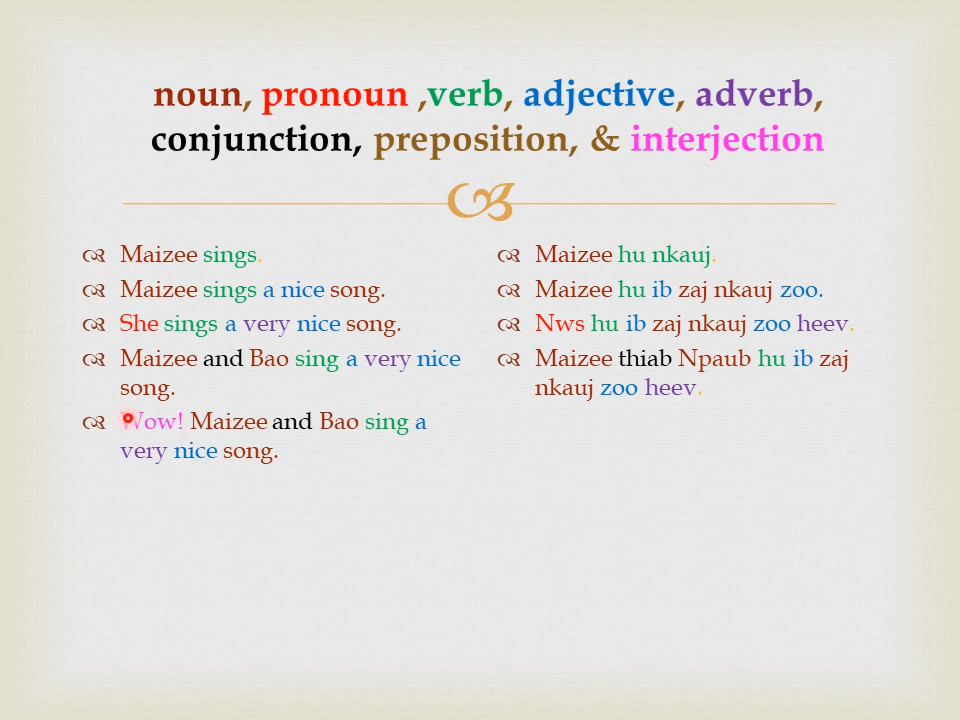 noun, pronoun ,verb, adjective, adverb,
conjunction, preposition, & interjection
Maizee sings.
Maizee sings a nice song.
She sings a very nice song.
Maizee and Bao sing a very nice
song.
Wow! Maizee and Bao sing a
very nice song.
Maizee hu nkauj.
Maizee hu ib zaj nkauj zoo.
Nws hu ib zaj nkauj zoo heev.
Maizee thiab Npaub hu ib zaj
nkauj zoo heev.